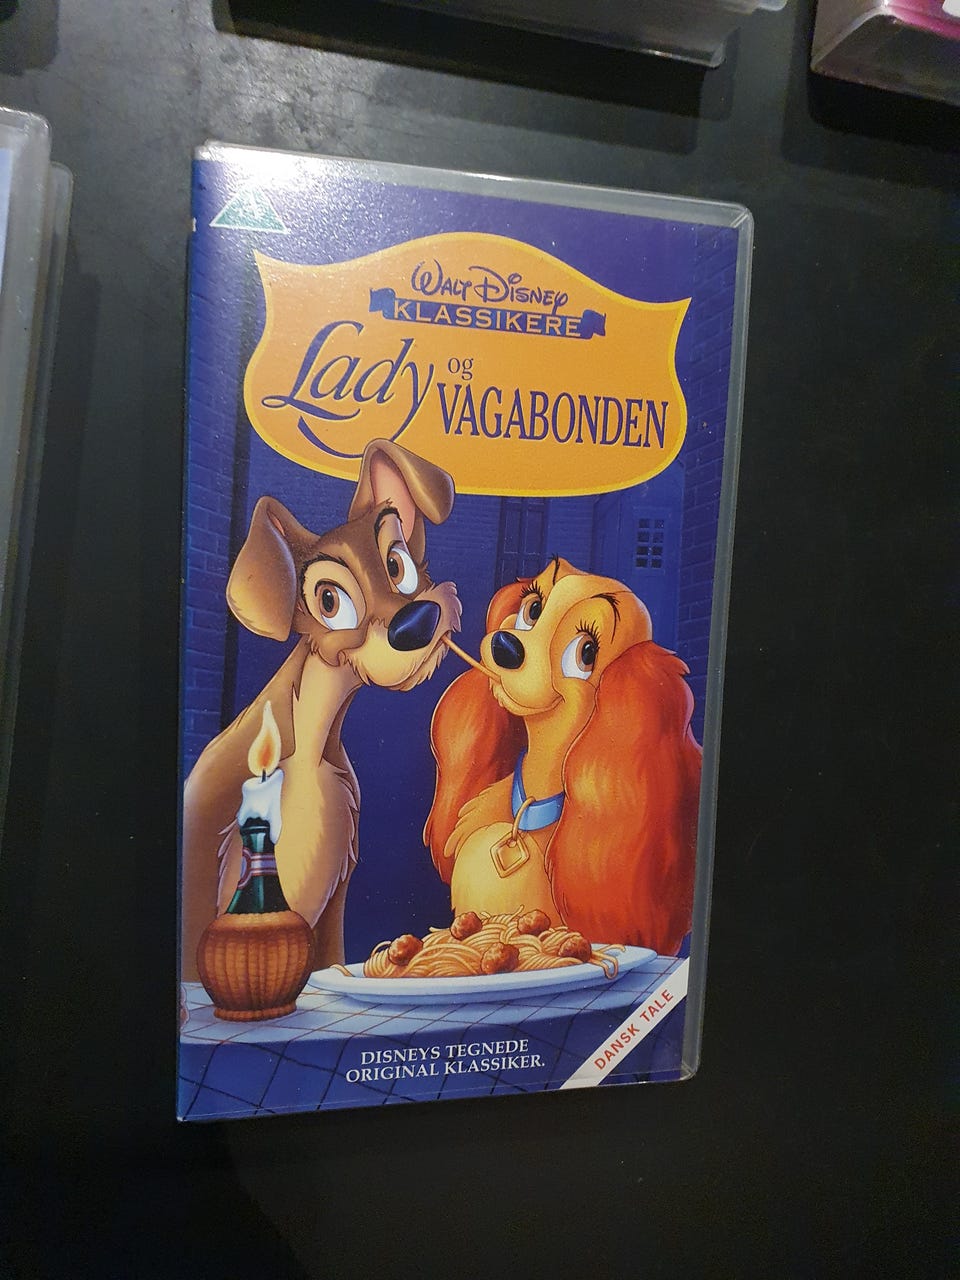 WALT DISNEY
KLASSIKERE
Lady og
VAGABONDEN
DISNEYS TEGNEDE
ORIGINAL KLASSIKER.
DANSK TALE